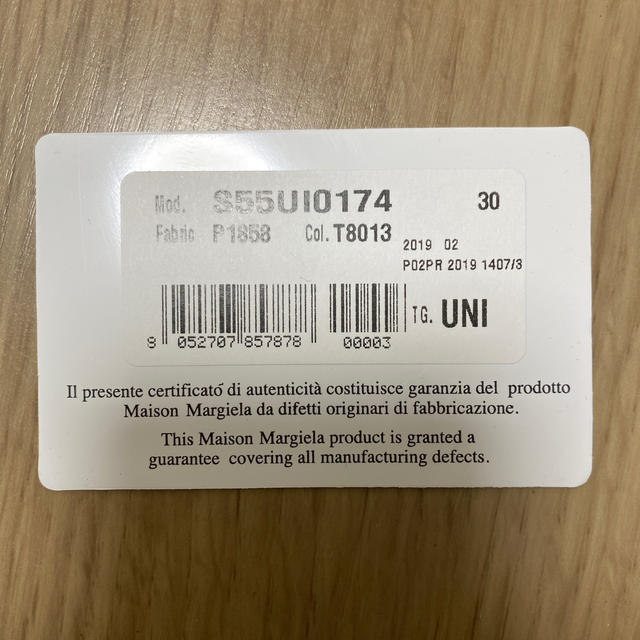 Mod. S55UI0174 30
Fabric P1858 Col. T8013
2019 02
P02PR 2019 1407/3
TG. UNI
8 052707 857878 00003
Il presente certificató di autenticità costituisce garanzia del prodotto
Maison Margiela da difetti originari di fabbricazione.
This Maison Margiela product is granted a
guarantee covering all manufacturing defects.